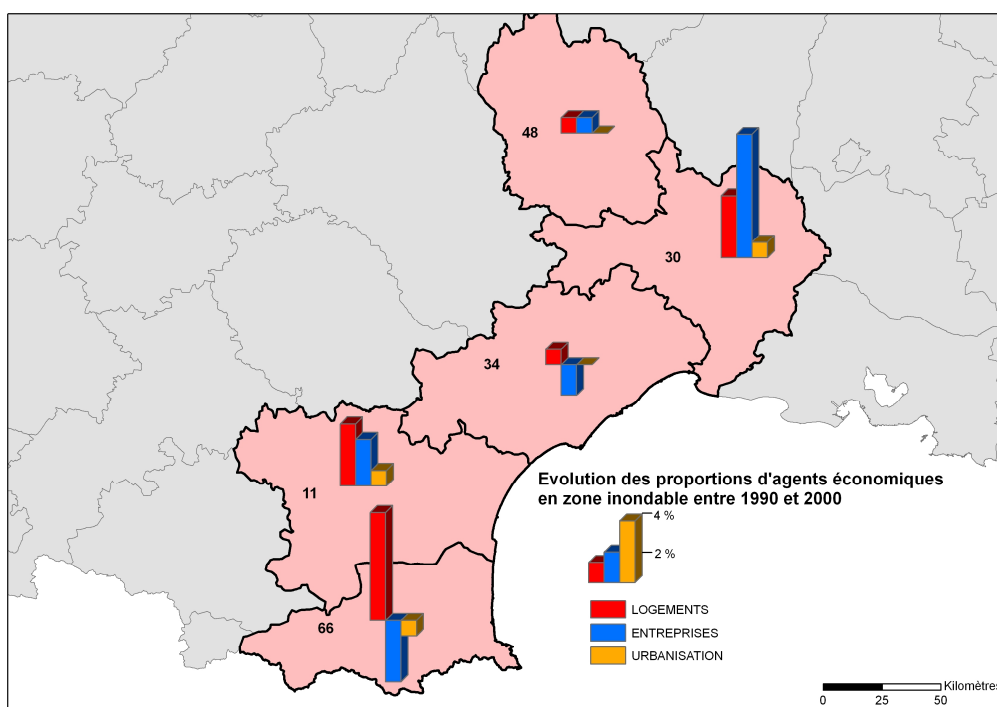 48
30
34
11
66
Evolution des proportions d'agents économiques
en zone inondable entre 1990 et 2000
4 %
2 %
LOGEMENTS
ENTREPRISES
URBANISATION
Kilomètres
0 25 50